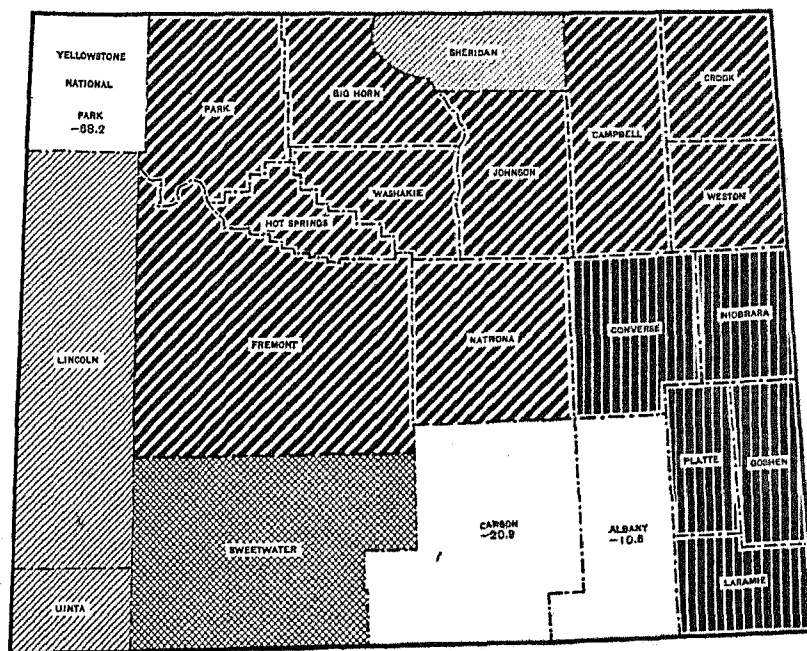 YELLOWSTONE
NATIONAL
PARK
-68.2
PARK
BIG HORN
SHERIDAN
CAMPBELL
CROOK
JOHNSON
WASHAKIE
HOT SPRINGS
WESTON
LINCOLN
FREMONT
NATRONA
CONVERSE
NIOBRARA
PLATTE
GOSHEN
SWEETWATER
CARBON
-20.9
ALBANY
-10.8
UINTA
LARAMIE